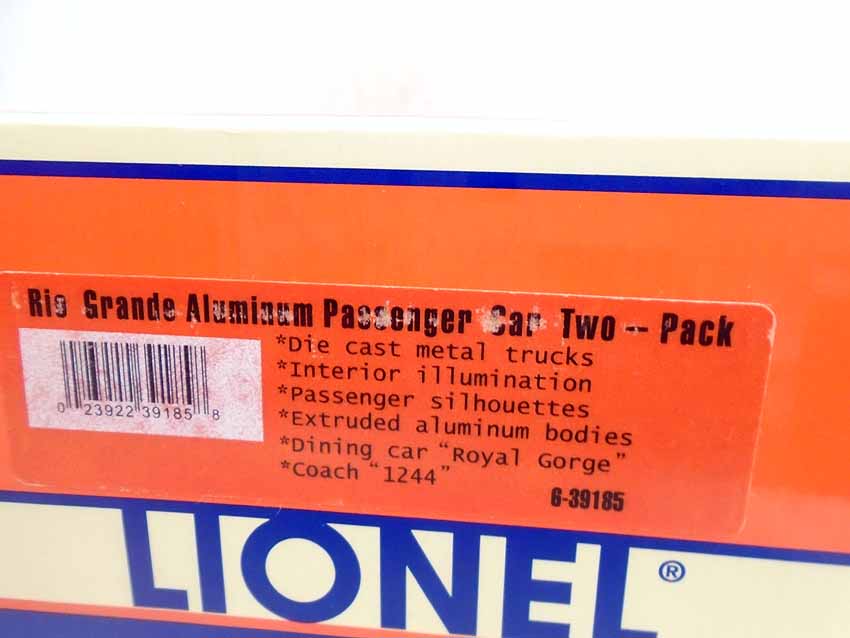 Rio Grande Aluminum Passenger Car Two -- Pack
*Die cast metal trucks
*Interior illumination
*Passenger silhouettes
*Extruded aluminum bodies
*Dining car “Royal Gorge”
*Coach “1244”
0 23922 39185 8
6-39185
LIONEL®